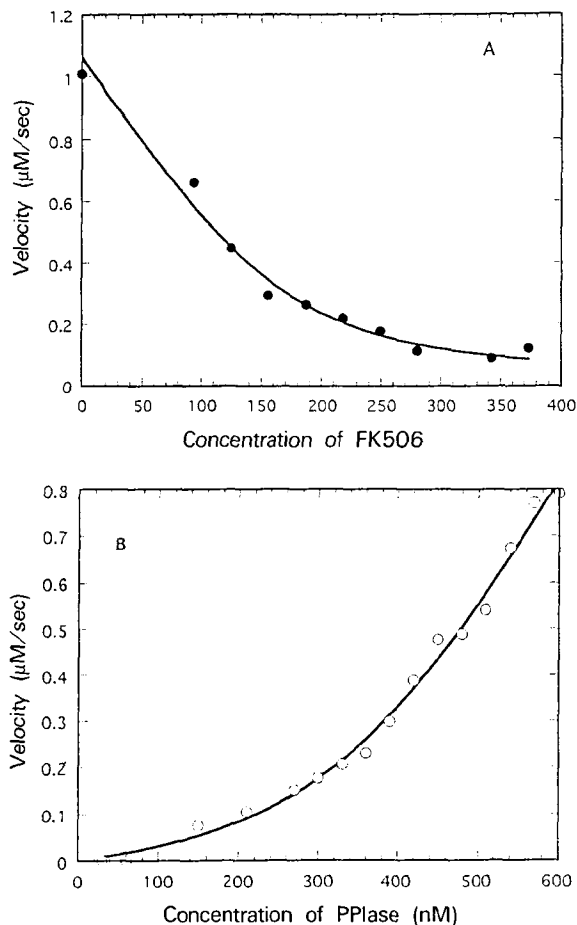 1.2
A
1
0.8
0.6
0.4
0.2
0
0 50 100 150 200 250 300 350 400
Velocity (μM/sec)
Concentration of FK506
0.8
B
0.7
0.6
0.5
0.4
0.3
0.2
0.1
0
0 100 200 300 400 500 600
Velocity (μM/sec)
Concentration of PPIase (nM)